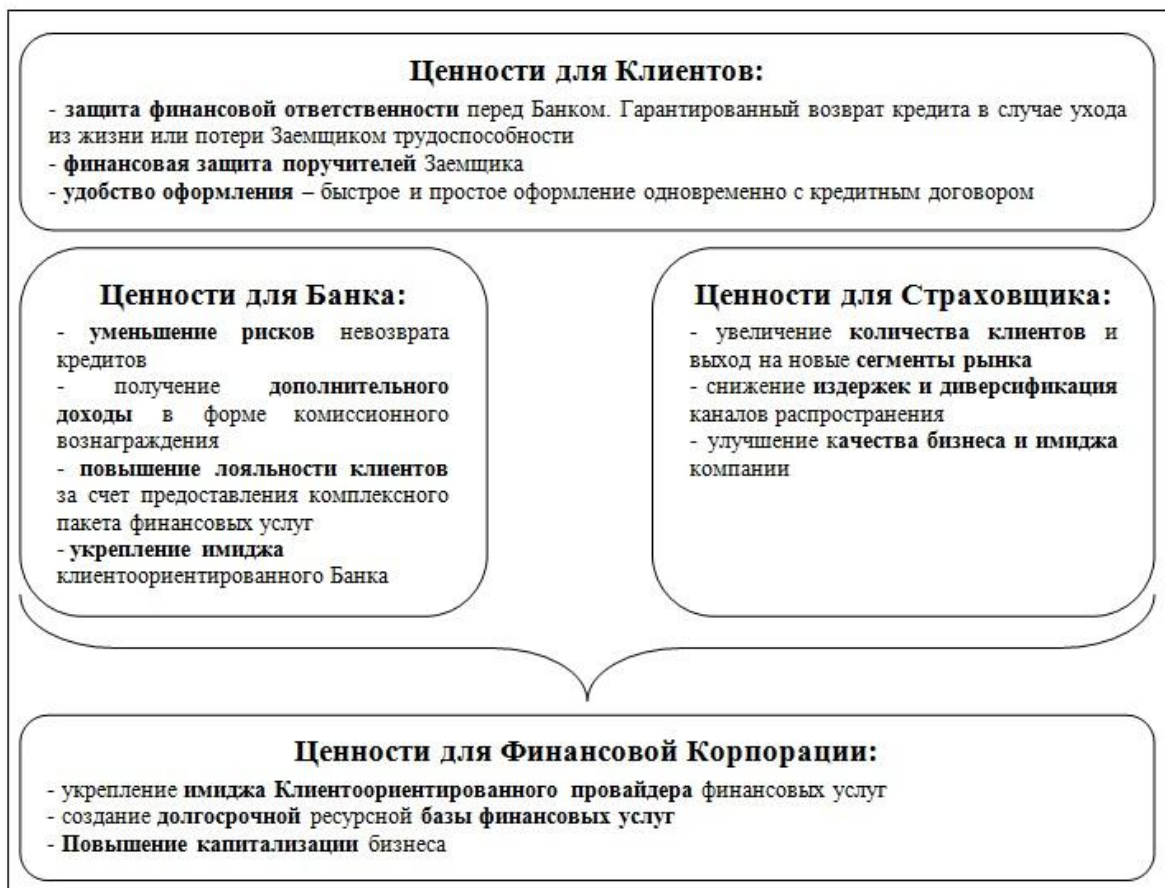 Ценности для Клиентов:
- защита финансовой ответственности перед Банком. Гарантированный возврат кредита в случае ухода
из жизни или потери Заемщиком трудоспособности
- финансовая защита поручителей Заемщика
- удобство оформления – быстрое и простое оформление одновременно с кредитным договором
Ценности для Банка:
- уменьшение рисков невозврата
кредитов
- получение дополнительного
доходы в форме комиссионного
вознаграждения
- повышение лояльности клиентов
за счет предоставления комплексного
пакета финансовых услуг
- укрепление имиджа
клиентоориентированного Банка
Ценности для Страховщика:
- увеличение количества клиентов и
выход на новые сегменты рынка
- снижение издержек и диверсификация
каналов распространения
- улучшение качества бизнеса и имиджа
компании
Ценности для Финансовой Корпорации:
- укрепление имиджа Клиентоориентированного провайдера финансовых услуг
- создание долгосрочной ресурсной базы финансовых услуг
- Повышение капитализации бизнеса